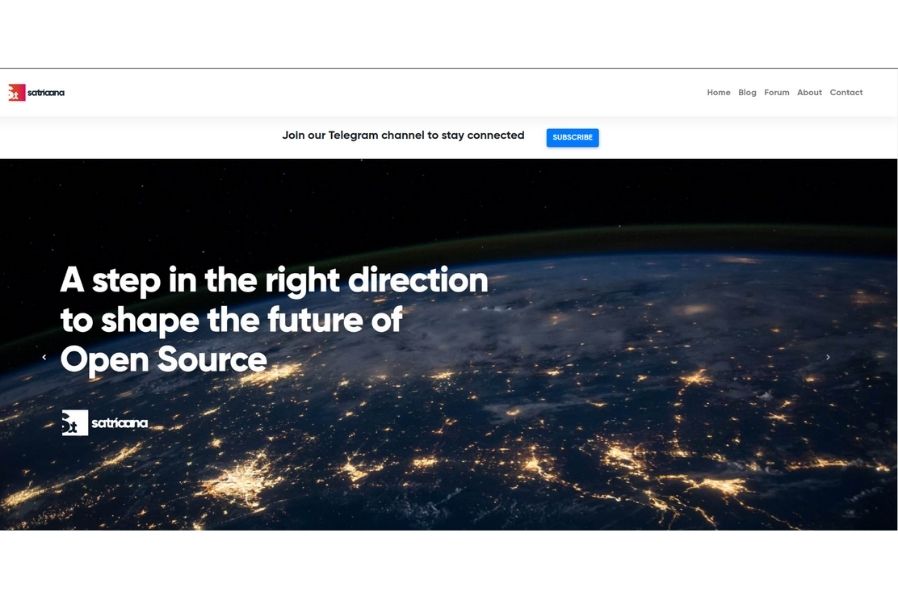 St satricana
Home Blog Forum About Contact
Join our Telegram channel to stay connected SUBSCRIBE
A step in the right direction
to shape the future of
Open Source
St